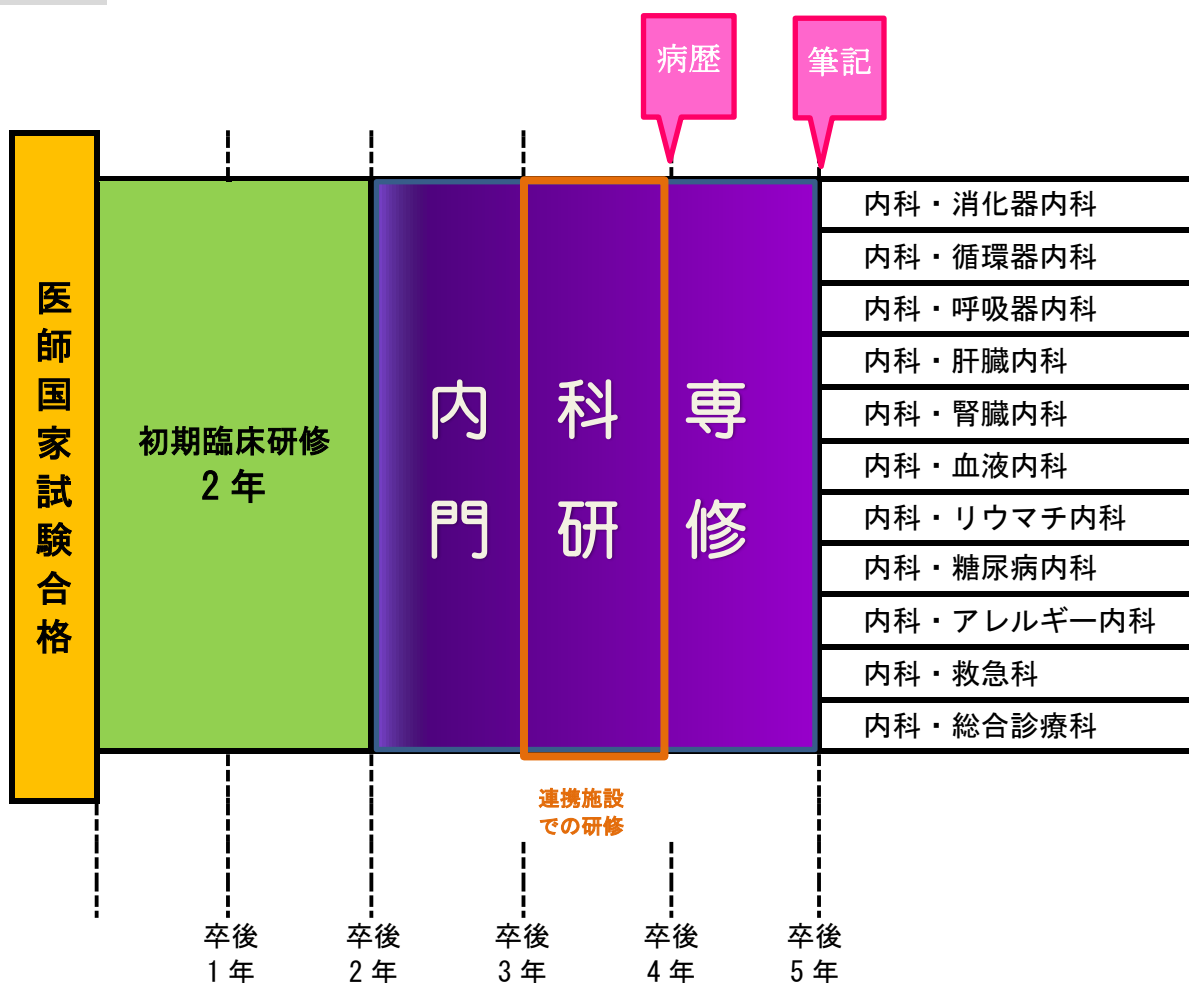 病歴
筆記
医師国家試験合格
初期臨床研修
2年
内科専
門研修
連携施設
での研修
内科・消化器内科
内科・循環器内科
内科・呼吸器内科
内科・肝臓内科
内科・腎臓内科
内科・血液内科
内科・リウマチ内科
内科・糖尿病内科
内科・アレルギー内科
内科・救急科
内科・総合診療科
卒後
1年
卒後
2年
卒後
3年
卒後
4年
卒後
5年